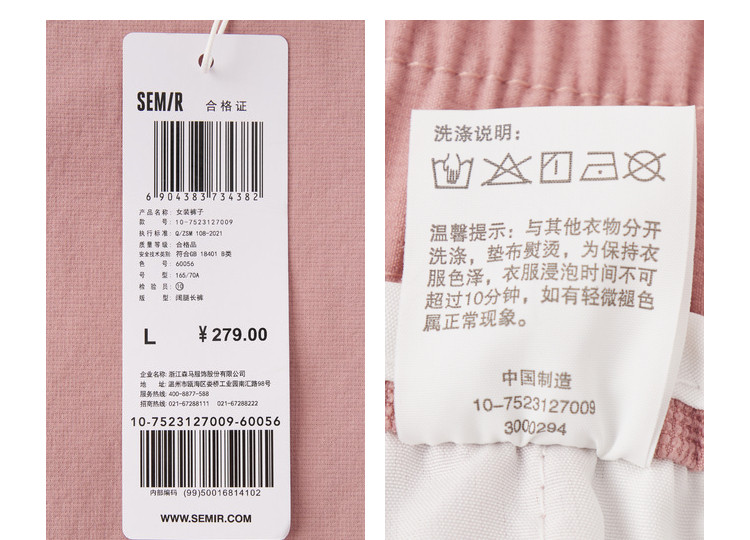 SEMIR 合格证
6 904383 734382
产品名称: 女装裤子
款 号: 10-7523127009
执行标准: Q/ZSM 108-2021
质量等级: 合格品
安全技术类别: 符合GB 18401 B类
色 号: 60056
号 型: 165/70A
检 验 员: ⑩
版 型: 阔腿长裤
L ¥279.00
企业名称: 浙江森马服饰股份有限公司
地 址: 温州市瓯海区娄桥工业园南汇路98号
服务热线: 400-8877-588
招商热线: 021-67288111 021-67288222
10-7523127009-60056
内部编码 (99)50016814102
WWW.SEMIR.COM
洗涤说明:
温馨提示: 与其他衣物分开
洗涤, 垫布熨烫, 为保持衣
服色泽, 衣服浸泡时间不可
超过10分钟, 如有轻微褪色
属正常现象。
中国制造
10-7523127009
3000294